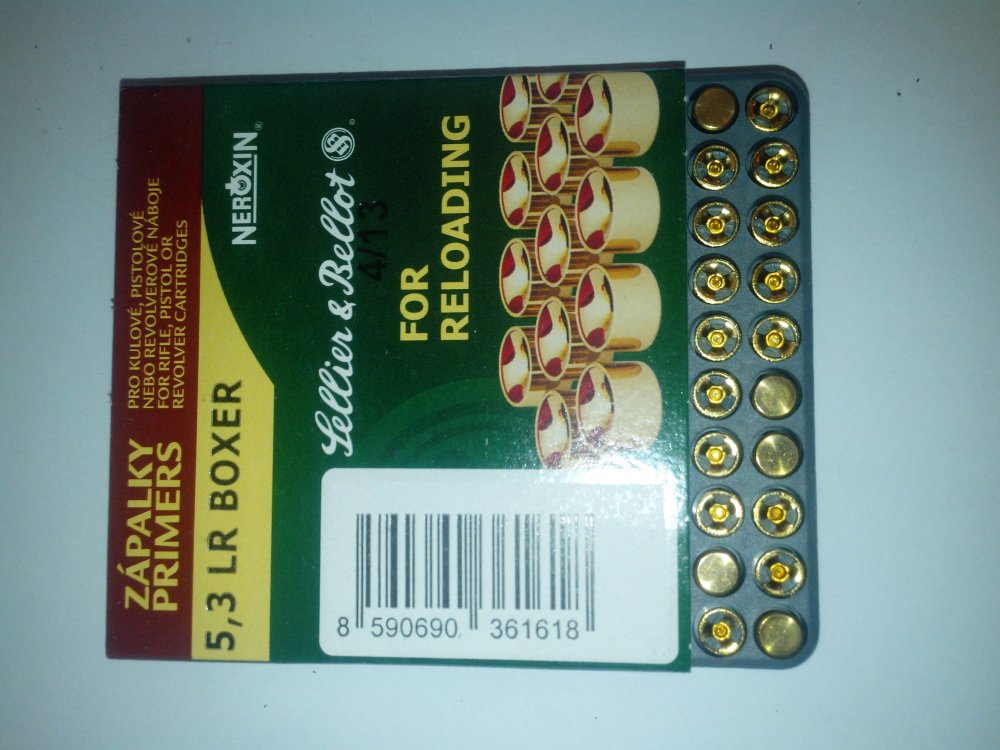 ZÁPALKY
PRIMERS
PRO KULOVÉ, PISTOLOVÉ
NEBO REVOLVEROVÉ NÁBOJE
FOR RIFLE, PISTOL OR
REVOLVER CARTRIDGES
5,3 LR BOXER
NEROXIN®
Sellier & Bellot ®
4/13
FOR
RELOADING
8 590690 361618